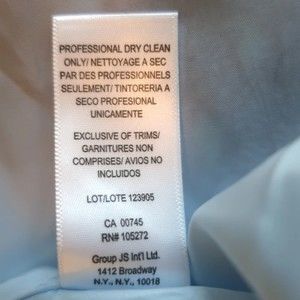 PROFESSIONAL DRY CLEAN
ONLY/ NETTOYAGE A SEC
PAR DES PROFESSIONNELS
SEULEMENT/ TINTORERIA A
SECO PROFESIONAL
UNICAMENTE
EXCLUSIVE OF TRIMS/
GARNITURES NON
COMPRISES/ AVIOS NO
INCLUIDOS
LOT/LOTE 123905
CA 00745
RN# 105272
Group JS Int'l Ltd.
1412 Broadway
N.Y., N.Y., 10018